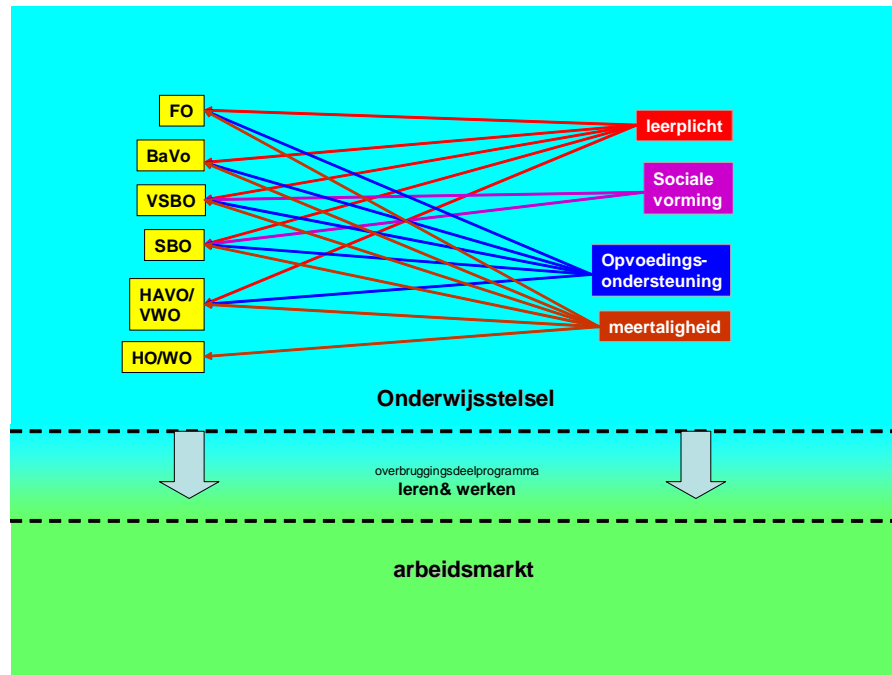 FO
BaVo
VSBO
SBO
HAVO/
VWO
HO/WO
leerplicht
Sociale
vorming
Opvoedings-
ondersteuning
meertaligheid
Onderwijsstelsel
overbruggingsdeelprogramma
leren& werken
arbeidsmarkt